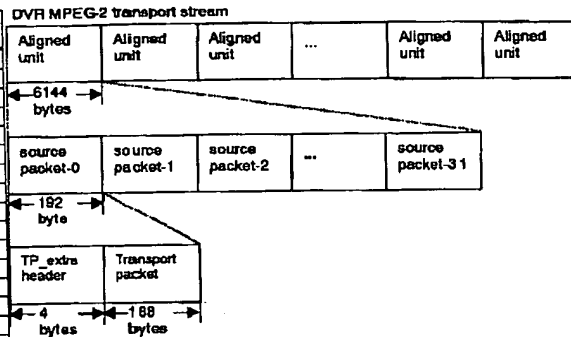 DVR MPEG-2 transport stream
Aligned unit Aligned unit Aligned unit ... Aligned unit Aligned unit
6144 bytes
source packet-0 source packet-1 source packet-2 ... source packet-31
192 byte
TP_extra header Transport packet
4 bytes 188 bytes